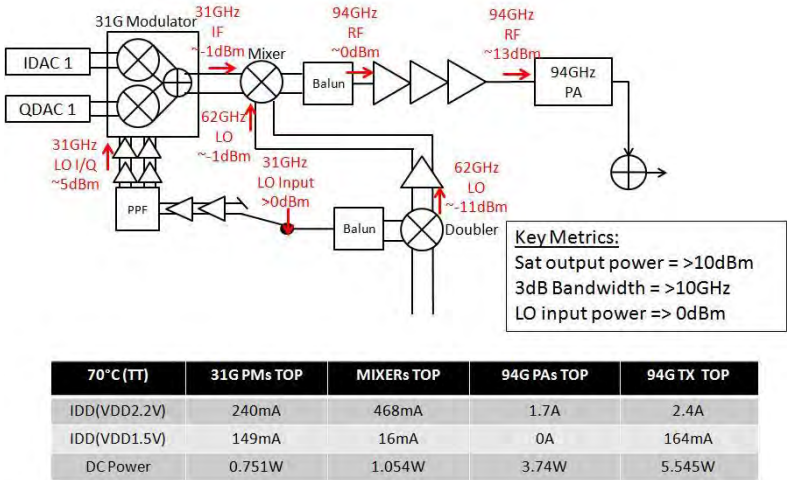 31G Modulator
IDAC 1
QDAC 1
31GHz
IF
~-1dBm
Mixer
94GHz
RF
~0dBm
Balun
94GHz
RF
~13dBm
94GHz
PA
62GHz
LO
~-1dBm
31GHz
LO I/Q
~5dBm
31GHz
LO Input
>0dBm
62GHz
LO
~-11dBm
PPF
Balun
Doubler
Key Metrics:
Sat output power = >10dBm
3dB Bandwidth = >10GHz
LO input power => 0dBm
70°C (TT) 31G PMs TOP MIXERs TOP 94G PAs TOP 94G TX TOP
IDD(VDD2.2V) 240mA 468mA 1.7A 2.4A
IDD(VDD1.5V) 149mA 16mA 0A 164mA
DC Power 0.751W 1.054W 3.74W 5.545W